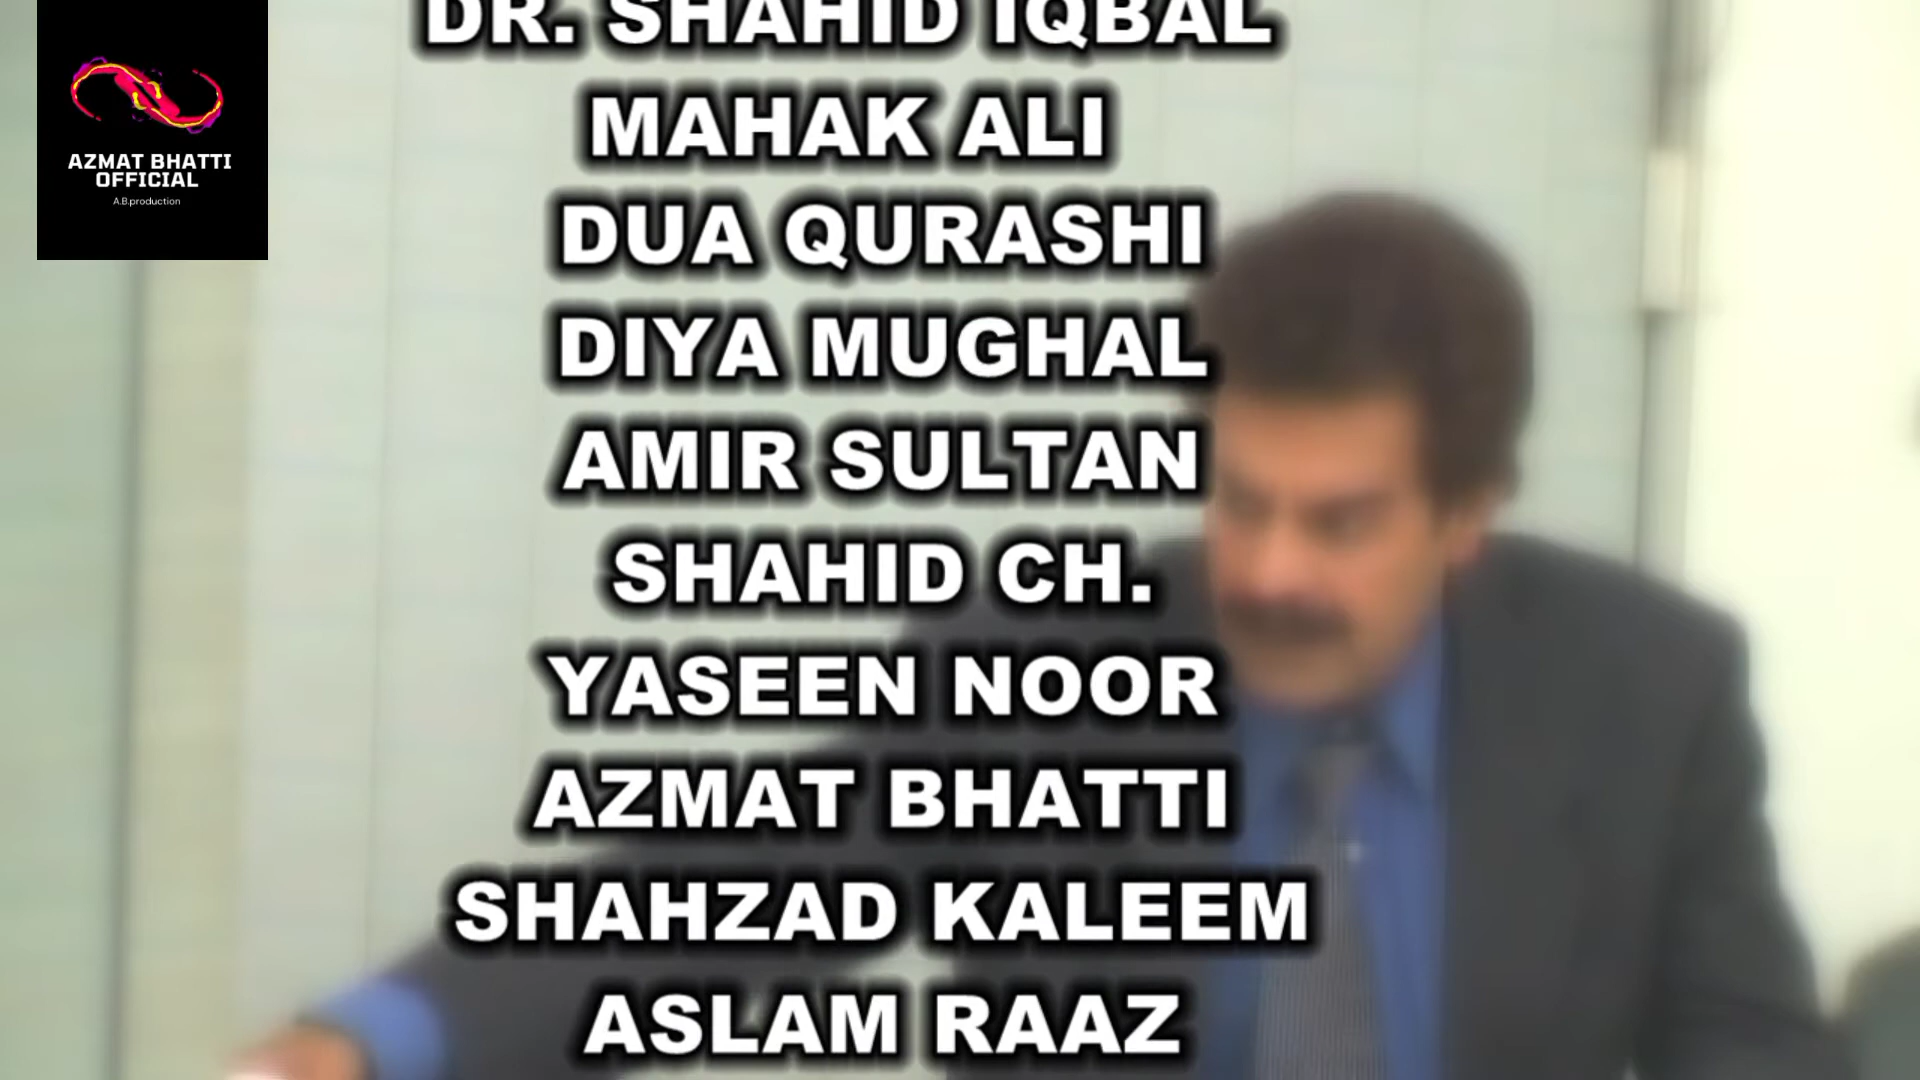 DR. SHAHID IQBAL
AZMAT BHATTI
OFFICIAL
A.B.production
MAHAK ALI
DUA QURASHI
DIYA MUGHAL
AMIR SULTAN
SHAHID CH.
YASEEN NOOR
AZMAT BHATTI
SHAHZAD KALEEM
ASLAM RAAZ